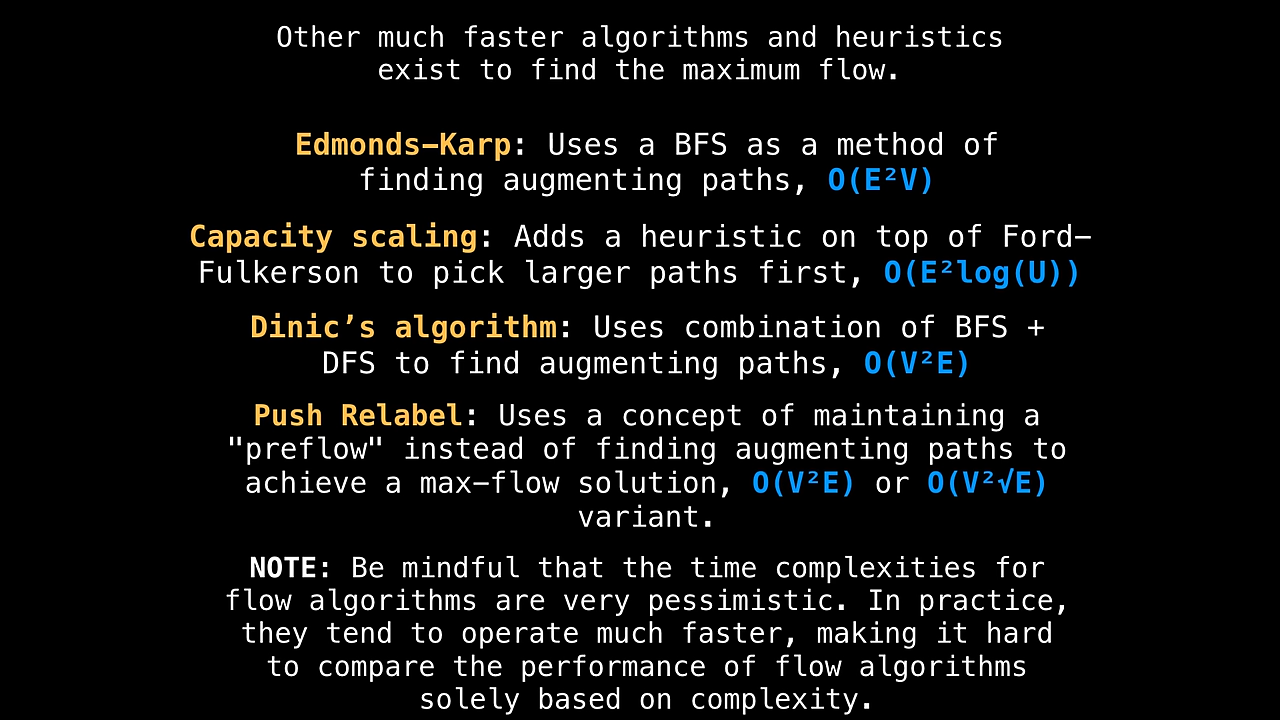 Other much faster algorithms and heuristics
exist to find the maximum flow.
Edmonds–Karp: Uses a BFS as a method of
finding augmenting paths, O(E²V)
Capacity scaling: Adds a heuristic on top of Ford–
Fulkerson to pick larger paths first, O(E²log(U))
Dinic’s algorithm: Uses combination of BFS +
DFS to find augmenting paths, O(V²E)
Push Relabel: Uses a concept of maintaining a
"preflow" instead of finding augmenting paths to
achieve a max–flow solution, O(V²E) or O(V²√E)
variant.
NOTE: Be mindful that the time complexities for
flow algorithms are very pessimistic. In practice,
they tend to operate much faster, making it hard
to compare the performance of flow algorithms
solely based on complexity.